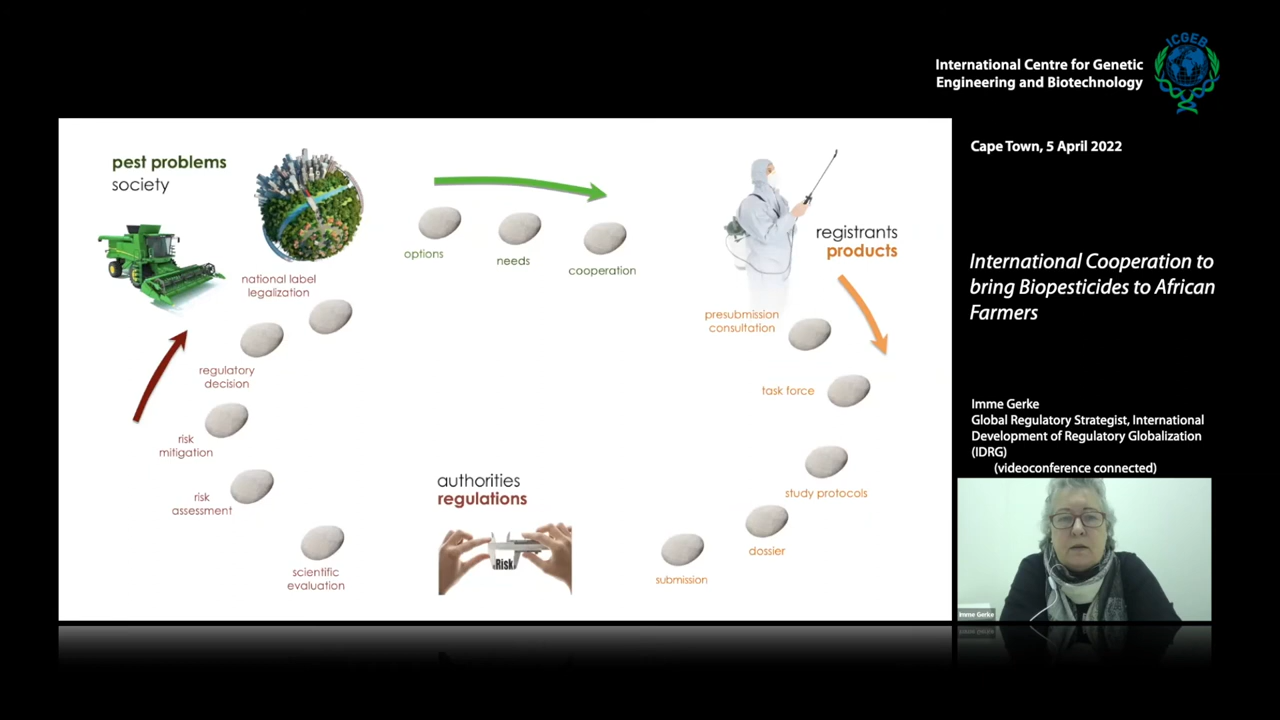 ICGEB
International Centre for Genetic
Engineering and Biotechnology
Cape Town, 5 April 2022
International Cooperation to
bring Biopesticides to African
Farmers
Imme Gerke
Global Regulatory Strategist, International
Development of Regulatory Globalization
(IDRG)
(videoconference connected)
Imme Gerke
pest problems
society
options
needs
cooperation
registrants
products
presubmission
consultation
task force
study protocols
dossier
submission
authorities
regulations
Risk
scientific
evaluation
risk
assessment
risk
mitigation
regulatory
decision
national label
legalization